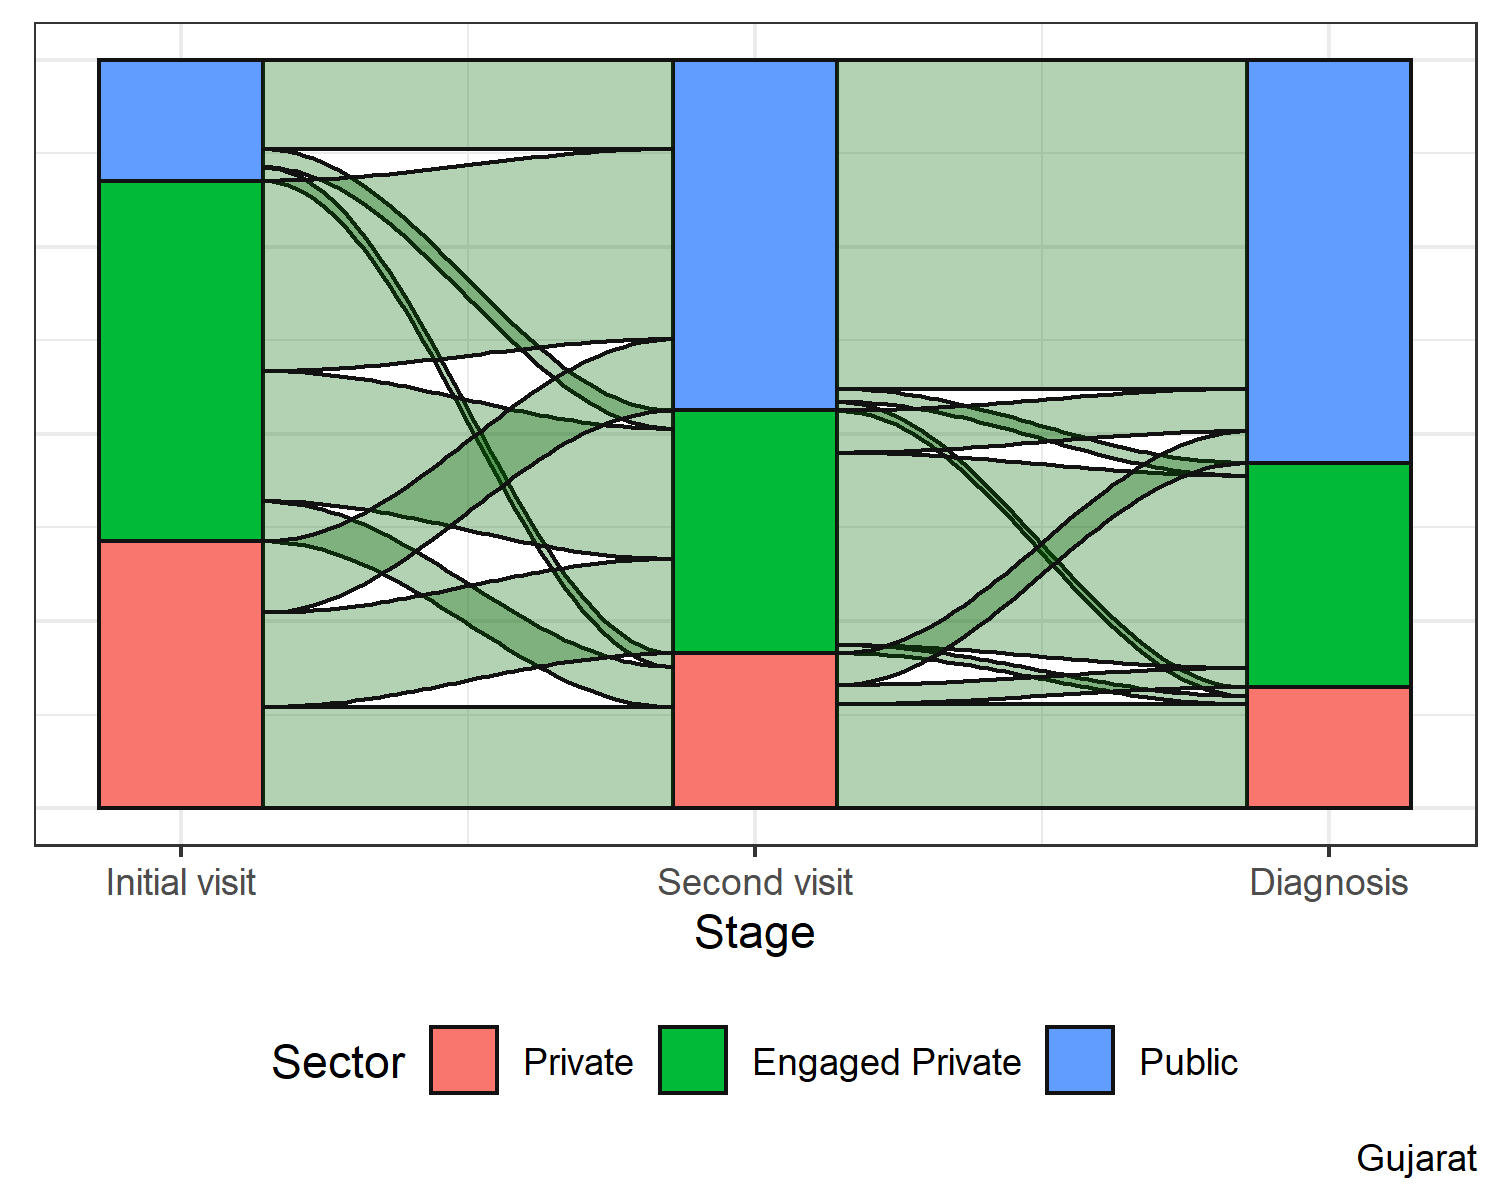 Initial visit Second visit Diagnosis
Stage
Sector Private Engaged Private Public
Gujarat